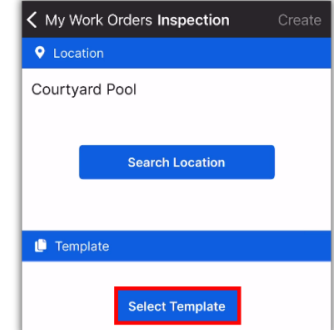 My Work Orders Inspection Create
Location
Courtyard Pool
Search Location
Template
Select Template